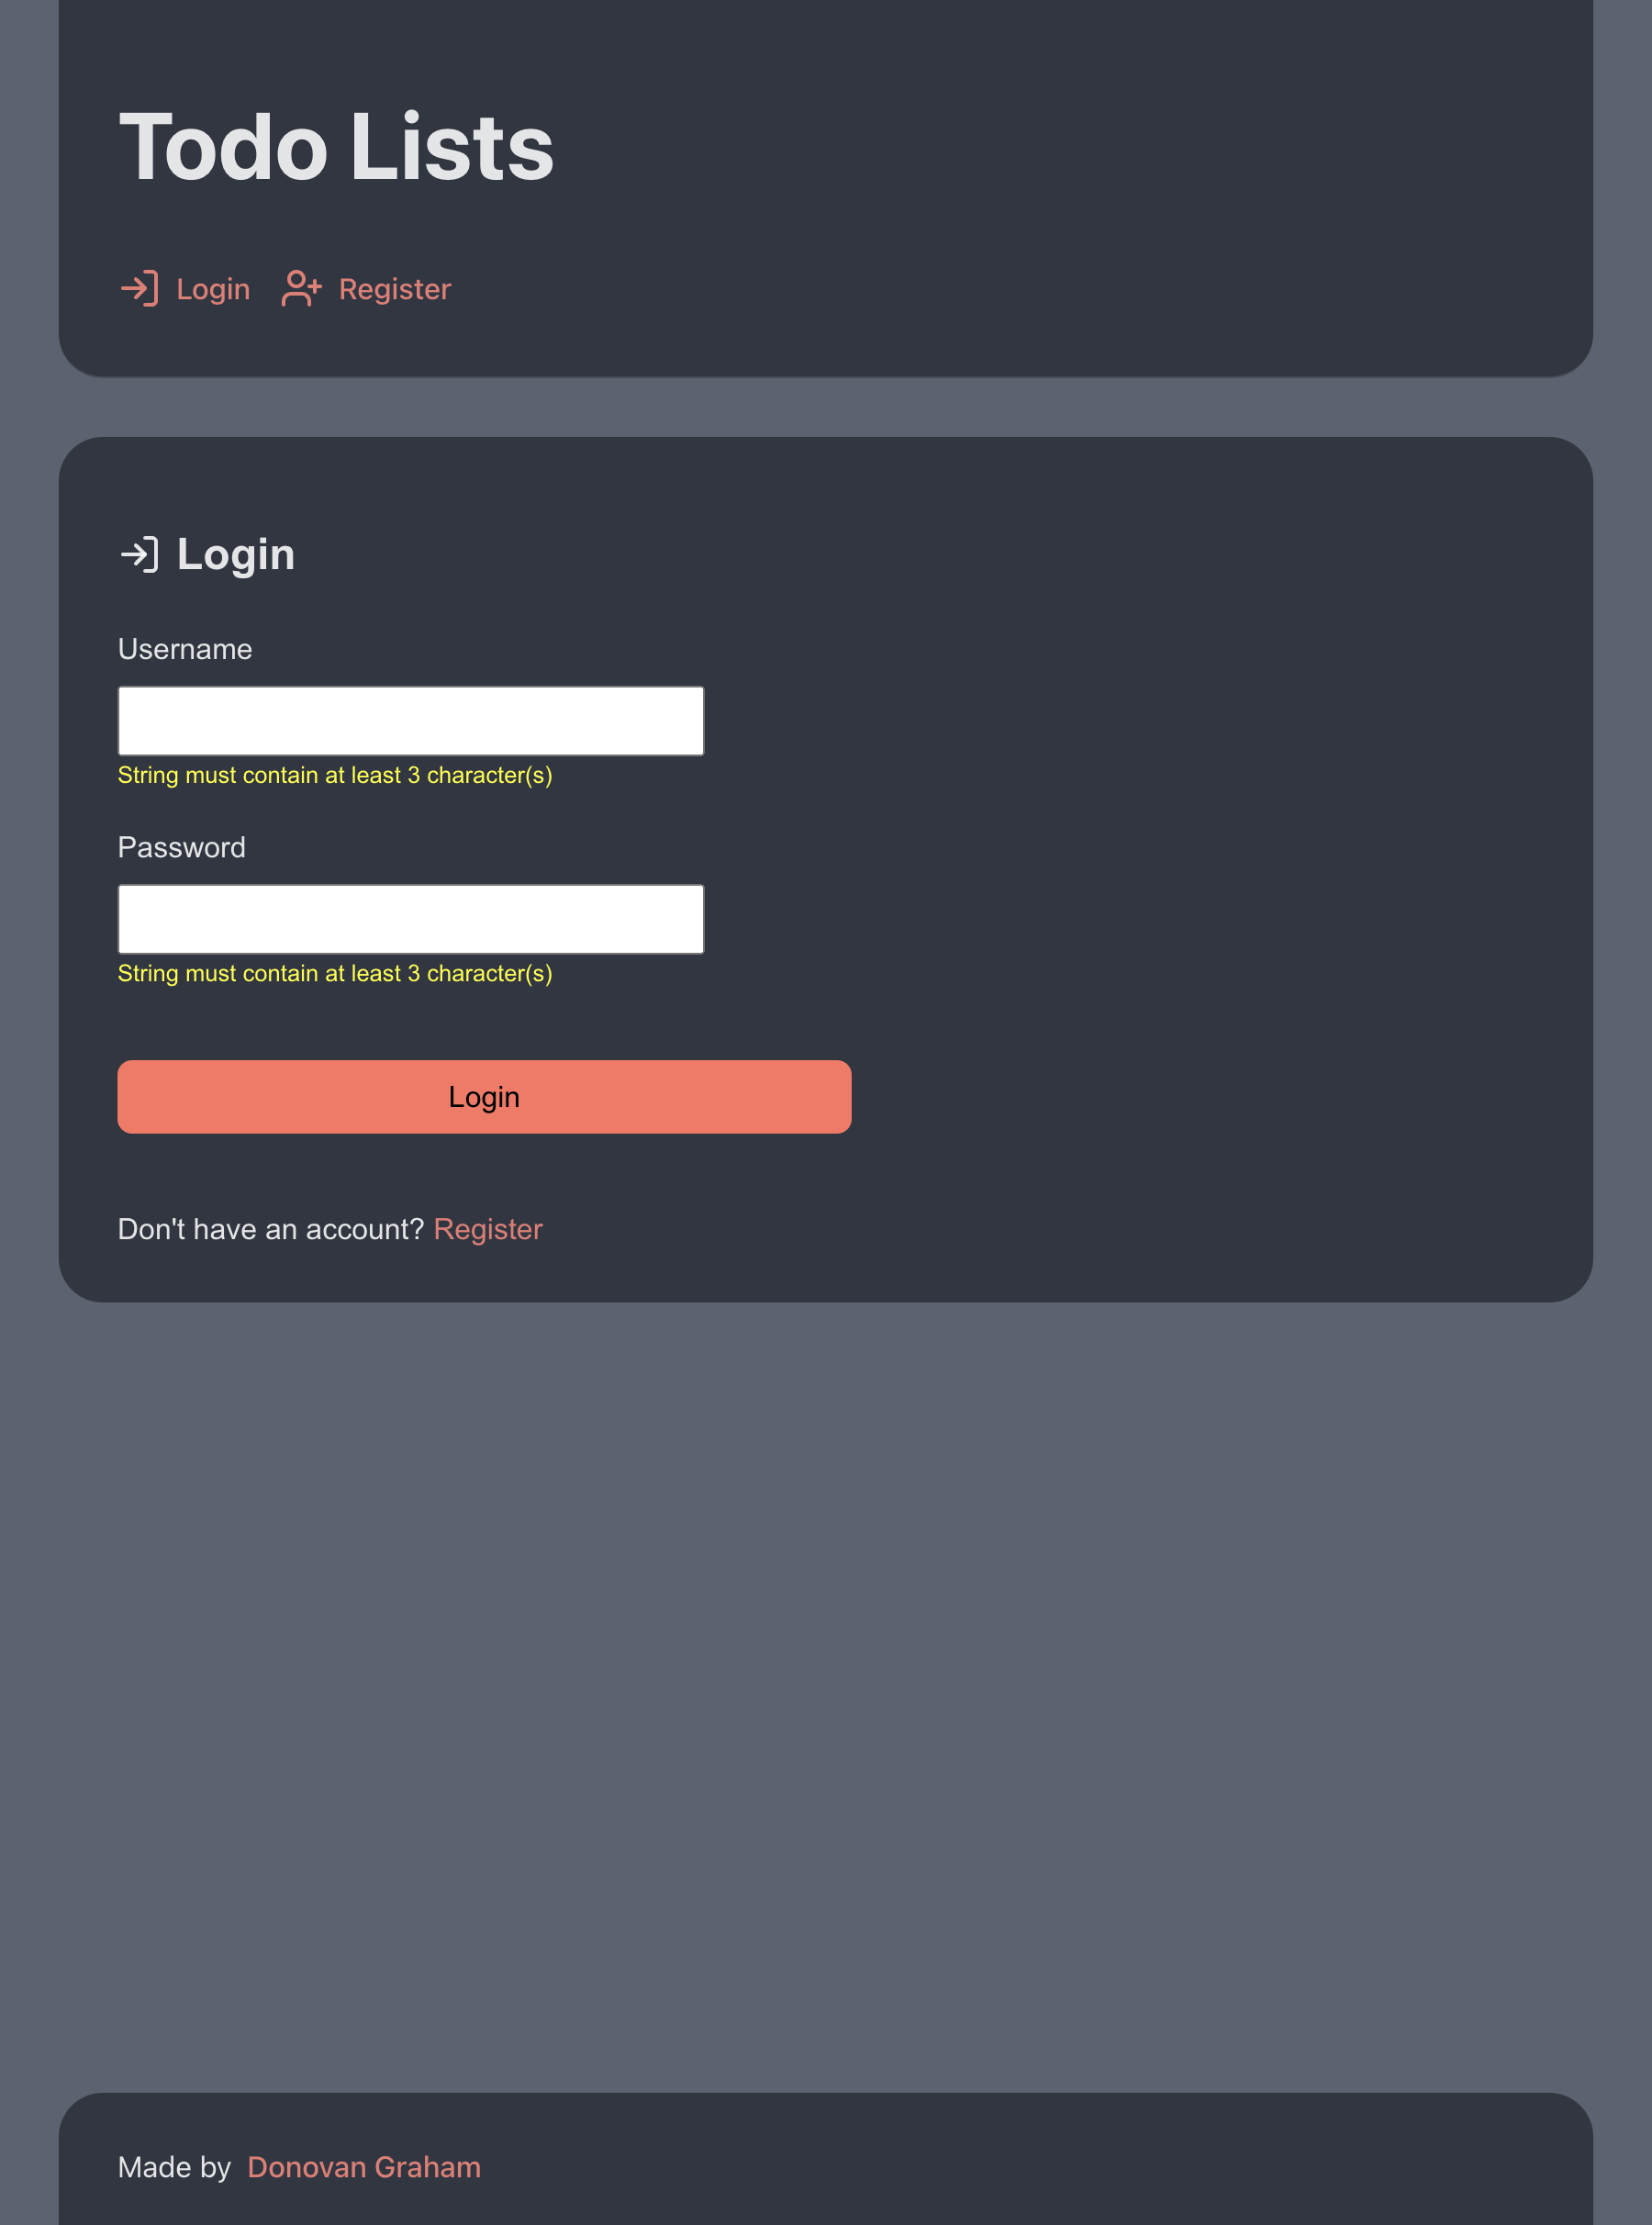 Todo Lists
Login Register
Login
Username
String must contain at least 3 character(s)
Password
String must contain at least 3 character(s)
Login
Don't have an account? Register
Made by Donovan Graham